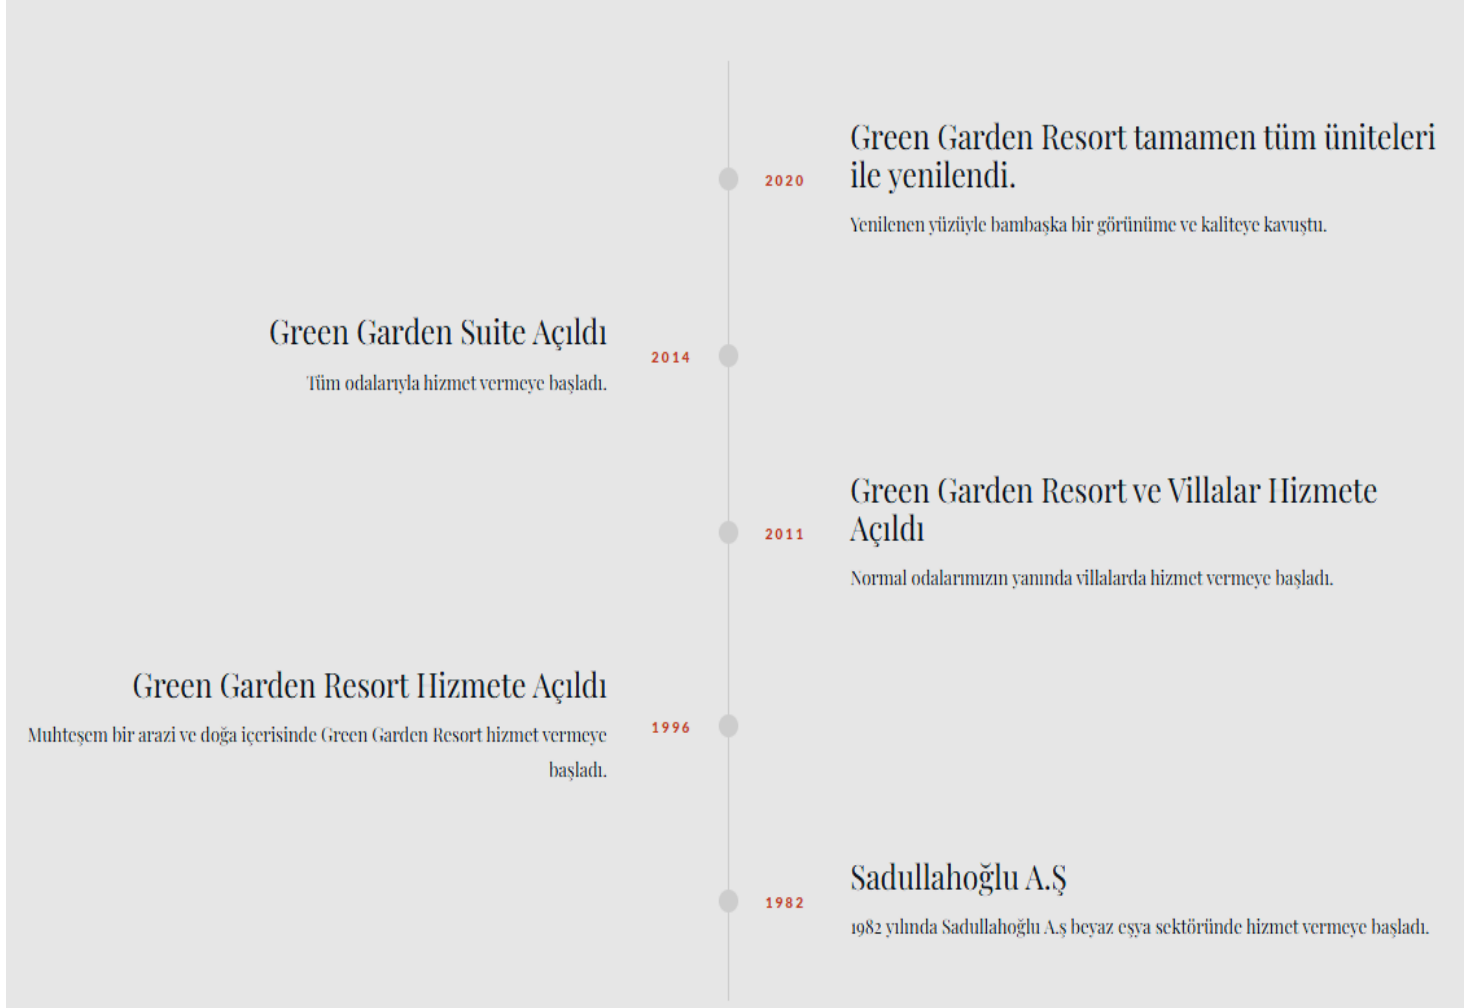 2020
Green Garden Resort tamamen tüm üniteleri
ile yenilendi.
Yenilenen yüzüyle bambaşka bir görünüme ve kaliteye kavuştu.
Green Garden Suite Açıldı
2014
Tüm odalarıyla hizmet vermeye başladı.
2011
Green Garden Resort ve Villalar Hizmete
Açıldı
Normal odalarımızın yanında villalarda hizmet vermeye başladı.
Green Garden Resort Hizmete Açıldı
1996
Muhteşem bir arazi ve doğa içerisinde Green Garden Resort hizmet vermeye
başladı.
1982
Sadullahoğlu A.Ş
1982 yılında Sadullahoğlu A.ş beyaz eşya sektöründe hizmet vermeye başladı.